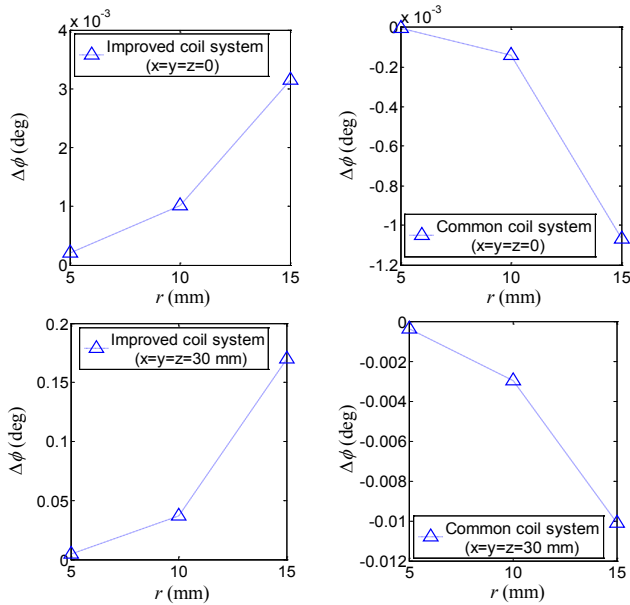 x 10⁻³
4
3
2
1
0
Δϕ (deg)
Improved coil system
(x=y=z=0)
5
10
15
r (mm)
x 10⁻³
0
-0.2
-0.4
-0.6
-0.8
-1
-1.2
Δϕ (deg)
Common coil system
(x=y=z=0)
5
10
15
r (mm)
0.2
0.15
0.1
0.05
0
Δϕ (deg)
Improved coil system
(x=y=z=30 mm)
5
10
15
r (mm)
0
-0.002
-0.004
-0.006
-0.008
-0.01
-0.012
Δϕ (deg)
Common coil system
(x=y=z=30 mm)
5
10
15
r (mm)